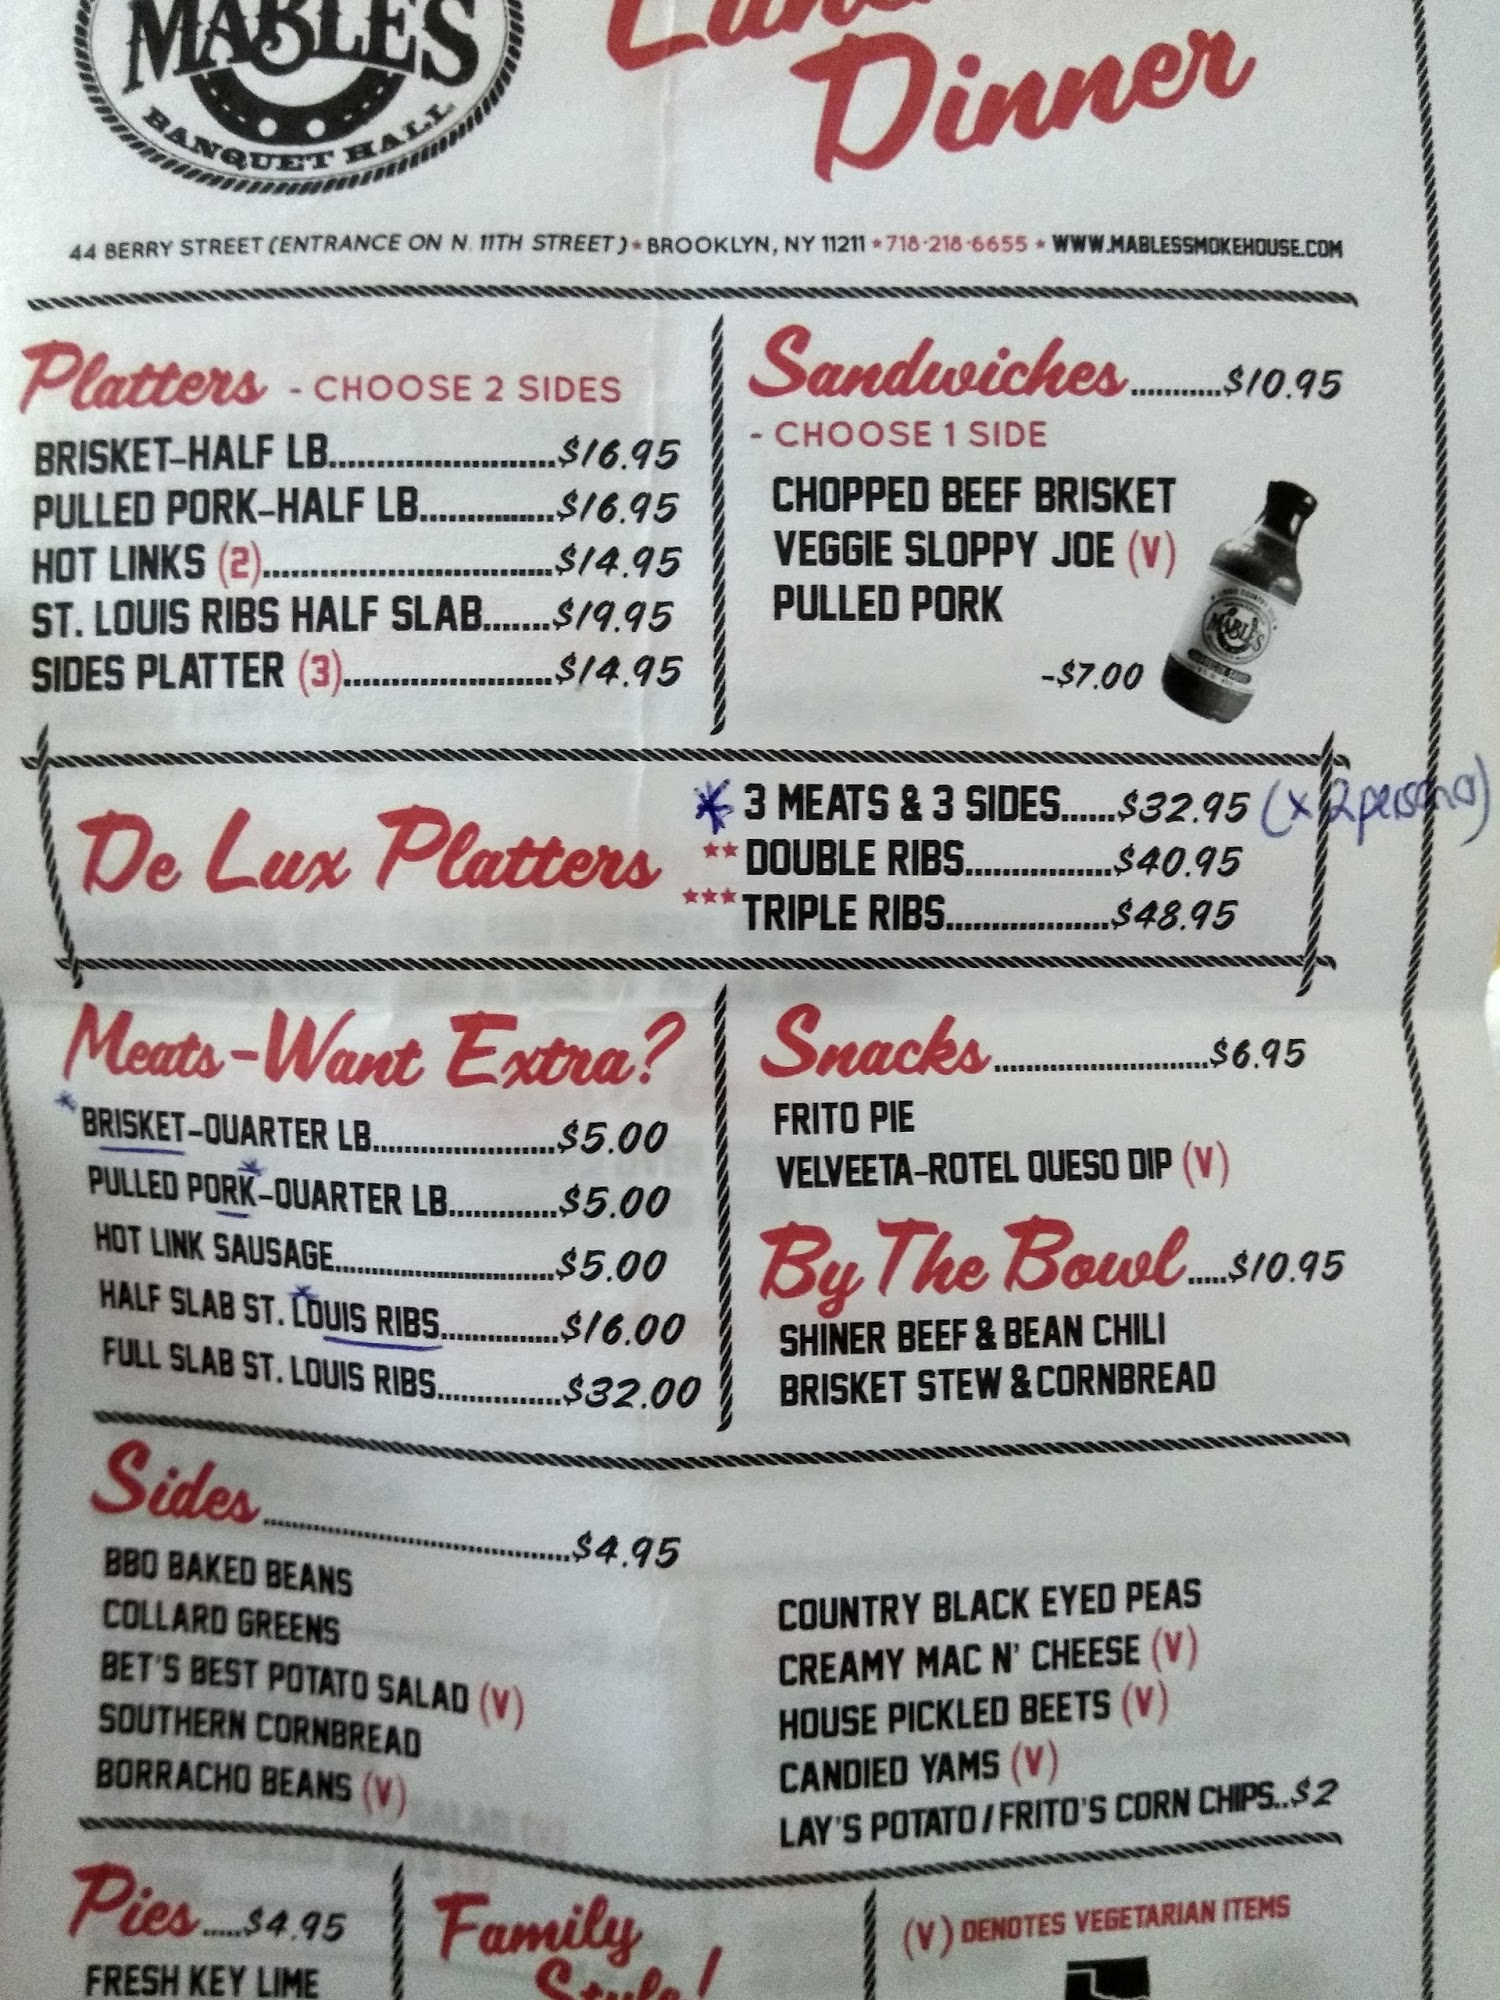 MABLE'S
BANQUET HALL
Dinner
44 BERRY STREET (ENTRANCE ON N. 11TH STREET) * BROOKLYN, NY 11211 * 718·218·6655 * WWW.MABLESSMOKEHOUSE.COM
Platters - CHOOSE 2 SIDES
BRISKET-HALF LB............................$16.95
PULLED PORK-HALF LB...............$16.95
HOT LINKS (2)....................................$14.95
ST. LOUIS RIBS HALF SLAB.......$19.95
SIDES PLATTER (3)..........................$14.95
Sandwiches...........$10.95
- CHOOSE 1 SIDE
CHOPPED BEEF BRISKET
VEGGIE SLOPPY JOE (V)
PULLED PORK
MABLE'S
-$7.00
De Lux Platters
* 3 MEATS & 3 SIDES......$32.95 (x 2 persona)
**DOUBLE RIBS................$40.95
***TRIPLE RIBS..................$48.95
Meats-Want Extra?
*BRISKET-QUARTER LB....................$5.00
PULLED PORK-QUARTER LB............$5.00
HOT LINK SAUSAGE........................$5.00
HALF SLAB ST. LOUIS RIBS.............$16.00
FULL SLAB ST. LOUIS RIBS.............$32.00
Snacks.......................$6.95
FRITO PIE
VELVEETA-ROTEL QUESO DIP (V)
By The Bowl.....$10.95
SHINER BEEF & BEAN CHILI
BRISKET STEW & CORNBREAD
Sides..................................$4.95
BBQ BAKED BEANS
COLLARD GREENS
BET'S BEST POTATO SALAD (V)
SOUTHERN CORNBREAD
BORRACHO BEANS (V)
COUNTRY BLACK EYED PEAS
CREAMY MAC N' CHEESE (V)
HOUSE PICKLED BEETS (V)
CANDIED YAMS (V)
LAY'S POTATO/FRITO'S CORN CHIPS..$2
Pies.....$4.95
FRESH KEY LIME
Family
Style!
(V) DENOTES VEGETARIAN ITEMS